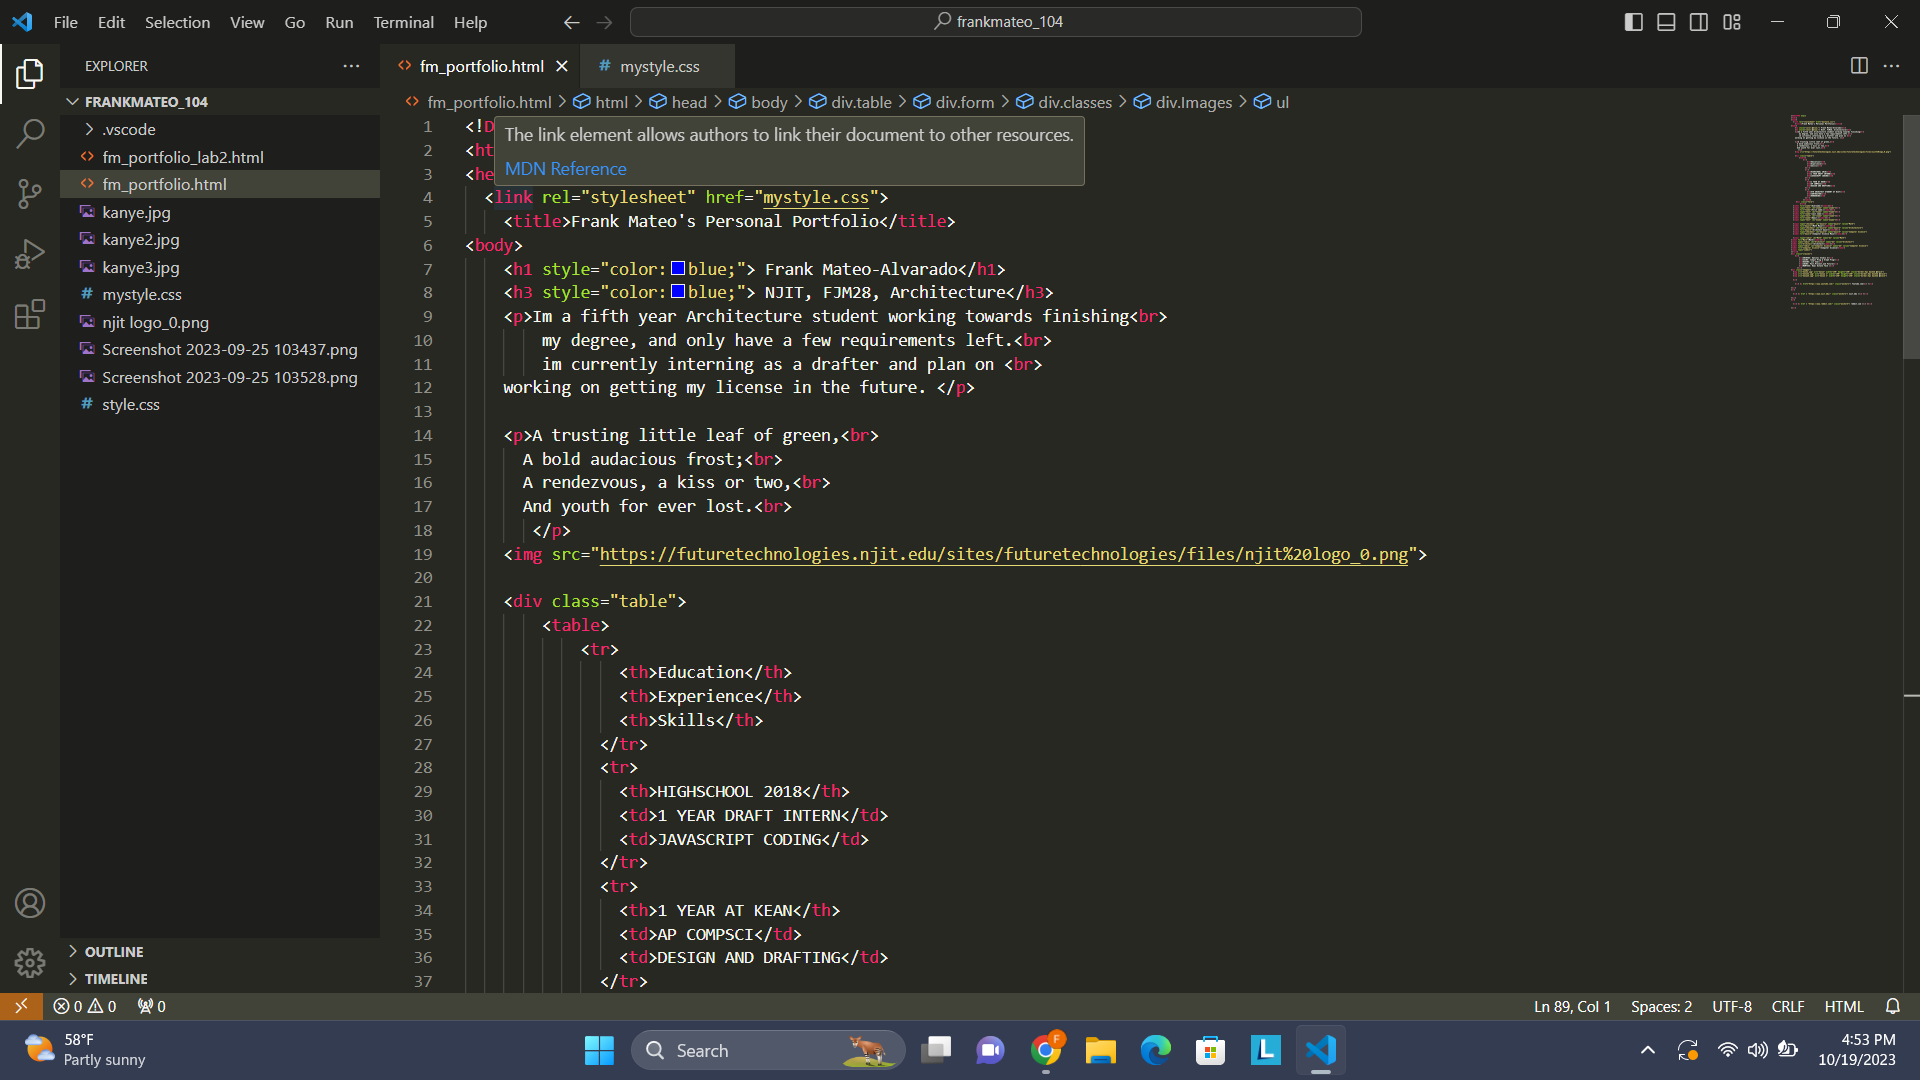 File Edit Selection View Go Run Terminal Help
frankmateo_104
EXPLORER
FRANKMATEO_104
.vscode
fm_portfolio_lab2.html
fm_portfolio.html
kanye.jpg
kanye2.jpg
kanye3.jpg
mystyle.css
njit logo_0.png
Screenshot 2023-09-25 103437.png
Screenshot 2023-09-25 103528.png
style.css
OUTLINE
TIMELINE
fm_portfolio.html
mystyle.css
fm_portfolio.html > html > head > body > div.table > div.form > div.classes > div.Images > ul
The link element allows authors to link their document to other resources.
MDN Reference
1 <!D
2 <ht
3 <he
4 <link rel="stylesheet" href="mystyle.css">
5 <title>Frank Mateo's Personal Portfolio</title>
6 <body>
7 <h1 style="color:blue;"> Frank Mateo-Alvarado</h1>
8 <h3 style="color:blue;"> NJIT, FJM28, Architecture</h3>
9 <p>Im a fifth year Architecture student working towards finishing<br>
10 my degree, and only have a few requirements left.<br>
11 im currently interning as a drafter and plan on <br>
12 working on getting my license in the future. </p>
13
14 <p>A trusting little leaf of green,<br>
15 A bold audacious frost;<br>
16 A rendezvous, a kiss or two,<br>
17 And youth for ever lost.<br>
18 </p>
19 <img src="https://futuretechnologies.njit.edu/sites/futuretechnologies/files/njit%20logo_0.png">
20
21 <div class="table">
22 <table>
23 <tr>
24 <th>Education</th>
25 <th>Experience</th>
26 <th>Skills</th>
27 </tr>
28 <tr>
29 <th>HIGHSCHOOL 2018</th>
30 <td>1 YEAR DRAFT INTERN</td>
31 <td>JAVASCRIPT CODING</td>
32 </tr>
33 <tr>
34 <th>1 YEAR AT KEAN</th>
35 <td>AP COMPSCI</td>
36 <td>DESIGN AND DRAFTING</td>
37 </tr>
0 0 0
Ln 89, Col 1 Spaces: 2 UTF-8 CRLF HTML
58°F
Partly sunny
Search
F
L
4:53 PM
10/19/2023